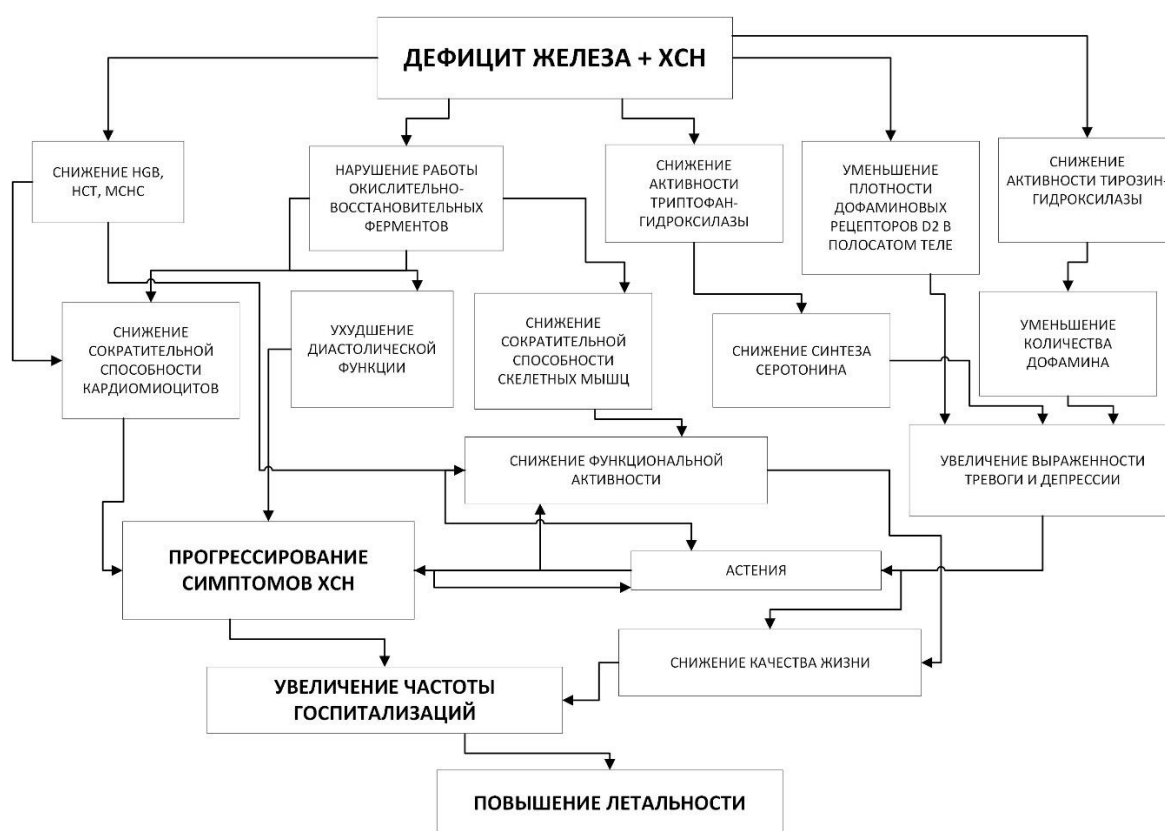 ДЕФИЦИТ ЖЕЛЕЗА + ХСН
СНИЖЕНИЕ HGB,
HCT, MCHC
НАРУШЕНИЕ РАБОТЫ
ОКИСЛИТЕЛЬНО-
ВОССТАНОВИТЕЛЬНЫХ
ФЕРМЕНТОВ
СНИЖЕНИЕ
АКТИВНОСТИ
ТРИПТОФАН-
ГИДРОКСИЛАЗЫ
УМЕНЬШЕНИЕ
ПЛОТНОСТИ
ДОФАМИНОВЫХ
РЕЦЕПТОРОВ D2 В
ПОЛОСАТОМ ТЕЛЕ
СНИЖЕНИЕ
АКТИВНОСТИ ТИРОЗИН-
ГИДРОКСИЛАЗЫ
СНИЖЕНИЕ
СОКРАТИТЕЛЬНОЙ
СПОСОБНОСТИ
КАРДИОМИОЦИТОВ
УХУДШЕНИЕ
ДИАСТОЛИЧЕСКОЙ
ФУНКЦИИ
СНИЖЕНИЕ
СОКРАТИТЕЛЬНОЙ
СПОСОБНОСТИ
СКЕЛЕТНЫХ МЫШЦ
СНИЖЕНИЕ СИНТЕЗА
СЕРОТОНИНА
УМЕНЬШЕНИЕ
КОЛИЧЕСТВА
ДОФАМИНА
СНИЖЕНИЕ ФУНКЦИОНАЛЬНОЙ
АКТИВНОСТИ
УВЕЛИЧЕНИЕ ВЫРАЖЕННОСТИ
ТРЕВОГИ И ДЕПРЕССИИ
ПРОГРЕССИРОВАНИЕ
СИМПТОМОВ ХСН
АСТЕНИЯ
СНИЖЕНИЕ КАЧЕСТВА ЖИЗНИ
УВЕЛИЧЕНИЕ ЧАСТОТЫ
ГОСПИТАЛИЗАЦИЙ
ПОВЫШЕНИЕ ЛЕТАЛЬНОСТИ